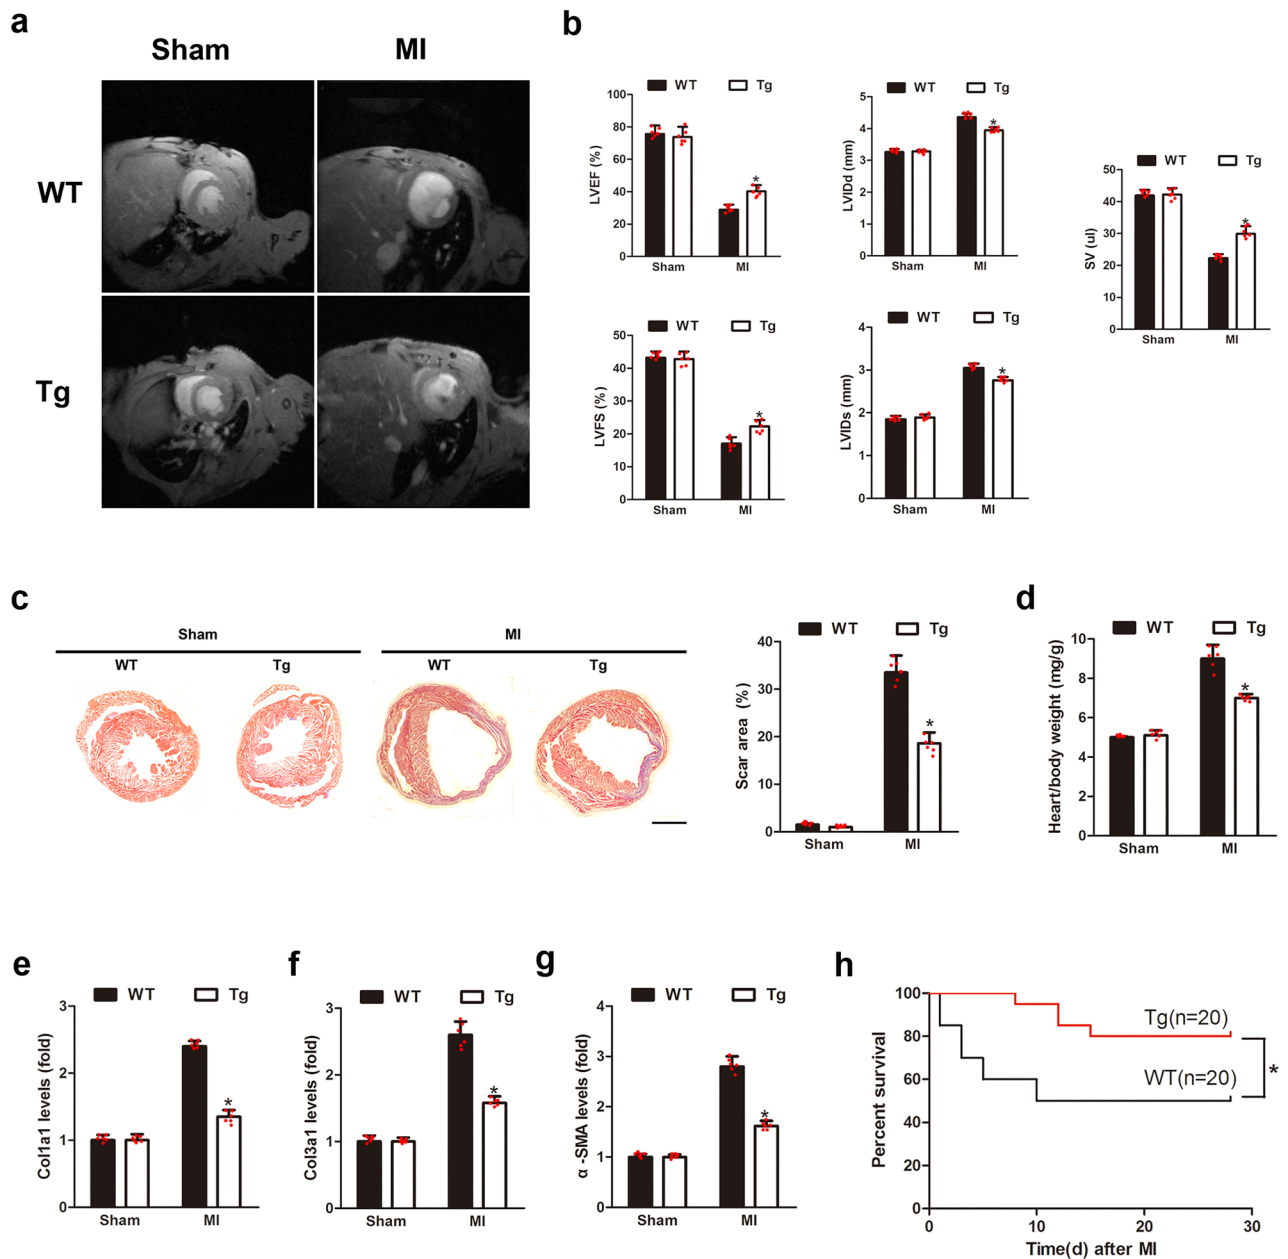 a
Sham MI
WT
Tg
b
WT Tg
LVEF (%)
100
80
60
40
20
0
Sham MI
WT Tg
LVIDd (mm)
5
4
3
2
1
0
Sham MI
* *
WT Tg
SV (ul)
50
40
30
20
10
0
Sham MI
*
WT Tg
LVFS (%)
50
40
30
20
10
0
Sham MI
*
WT Tg
LVIDs (mm)
4
3
2
1
0
Sham MI
*
c
Sham MI
WT Tg WT Tg
WT Tg
Scar area (%)
40
30
20
10
0
Sham MI
*
d
WT Tg
Heart/body weight (mg/g)
10
8
6
4
2
0
Sham MI
*
e
WT Tg
Col1a1 levels (fold)
3
2
1
0
Sham MI
*
f
WT Tg
Col3a1 levels (fold)
3
2
1
0
Sham MI
*
g
WT Tg
α -SMA levels (fold)
4
3
2
1
0
Sham MI
*
h
Percent survival
100
80
60
40
20
0
Tg(n=20)
WT(n=20)
*
0 10 20 30
Time(d) after MI